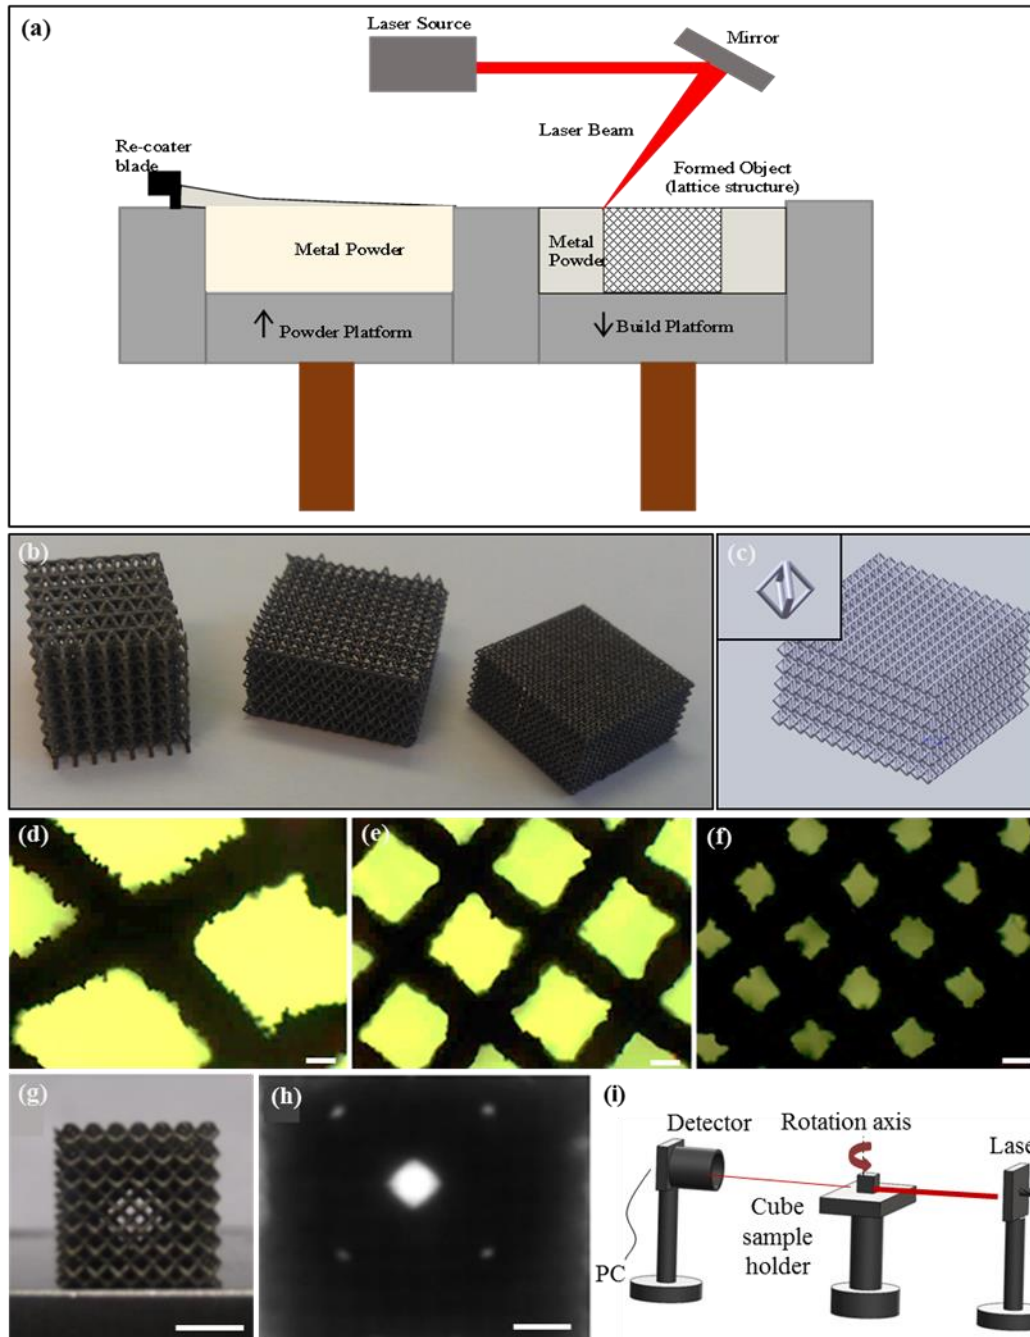 (a)
Laser Source
Mirror
Laser Beam
Re-coater
blade
Formed Object
(lattice structure)
Metal Powder
Metal
Powder
Powder Platform
Build Platform
(b)
(c)
(d)
(e)
(f)
(g)
(h)
(i)
Detector
Rotation axis
Lase
Cube
sample
holder
PC